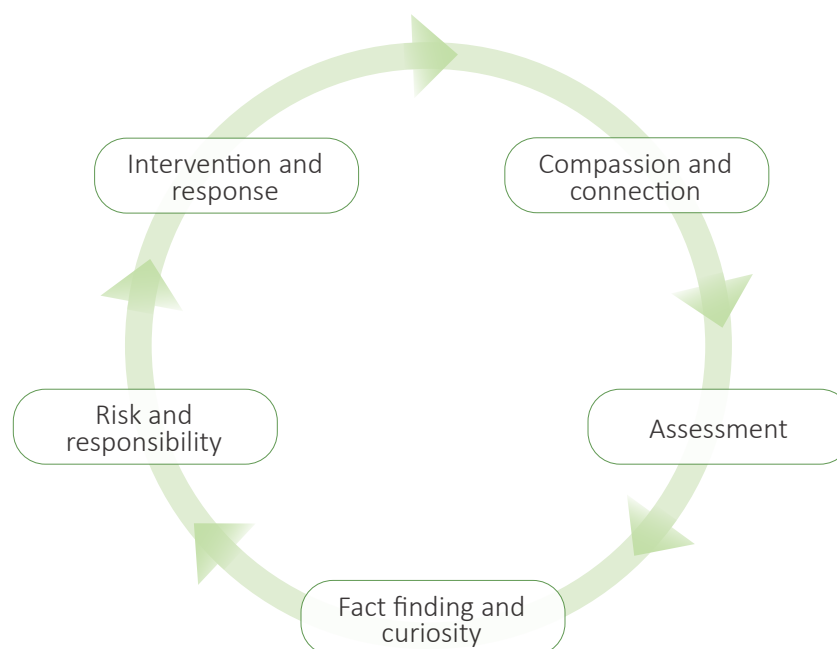 Intervention and
response
Compassion and
connection
Risk and
responsibility
Assessment
Fact finding and
curiosity